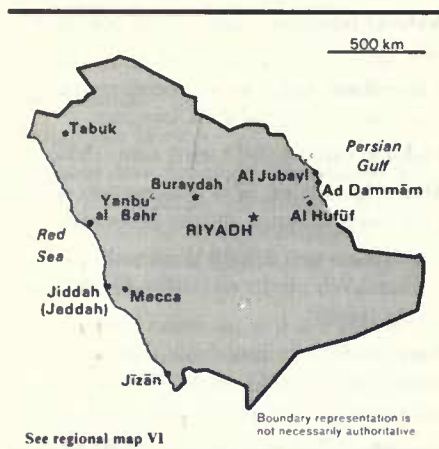 500 km
Tabuk
Persian
Gulf
Al Jubayl
Buraydah
Ad Dammām
Yanbuʿ
al Bahr
Al Hufūf
RIYADH
Red
Sea
Jiddah
(Jeddah)
Mecca
Jīzān
Boundary representation is
not necessarily authoritative
See regional map VI